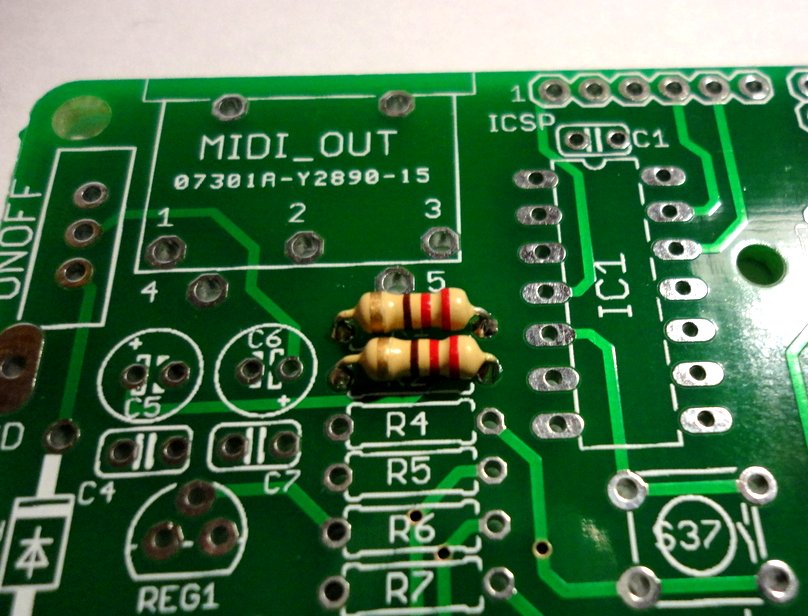 MIDI_OUT
07301A-Y2890-15
1 2 3
4 5
ONOFF
1
ICSP
C1
IC1
C6
+
C5
+
C4
C7
R4
R5
R6
R7
REG1
S37
D